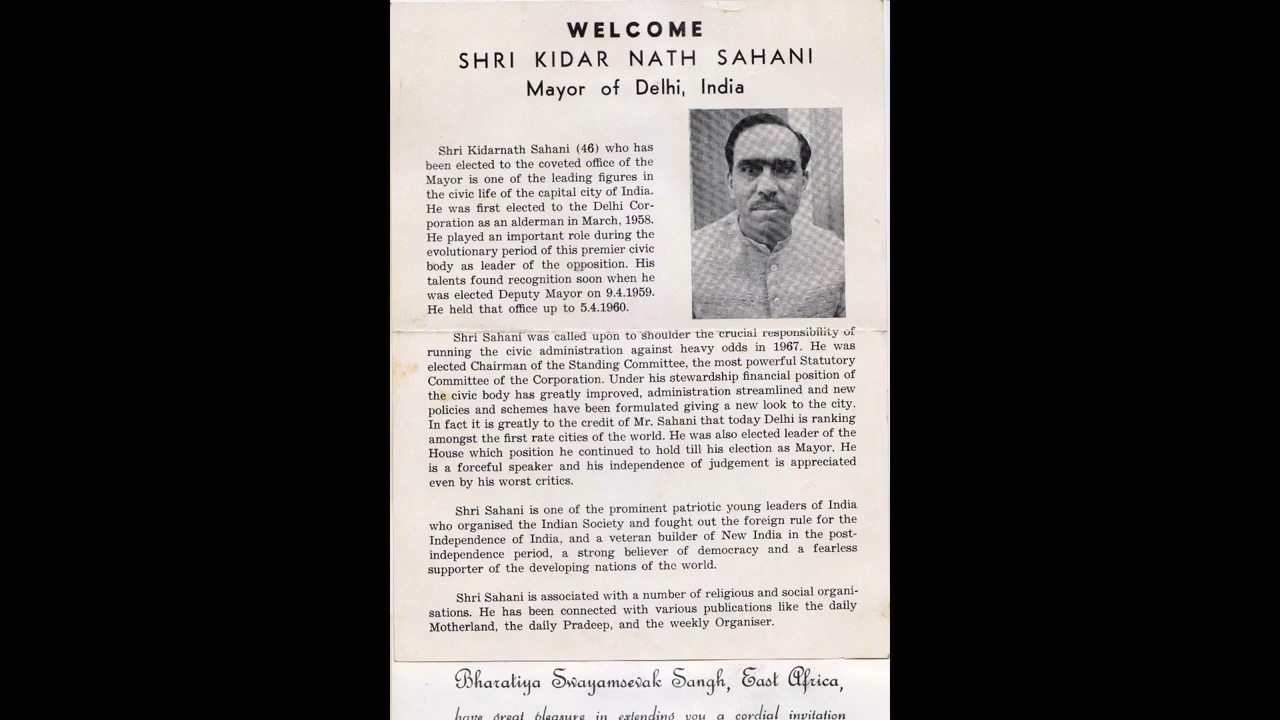 WELCOME
SHRI KIDAR NATH SAHANI
Mayor of Delhi, India
Shri Kidarnath Sahani (46) who has
been elected to the coveted office of the
Mayor is one of the leading figures in
the civic life of the capital city of India.
He was first elected to the Delhi Cor-
poration as an alderman in March, 1958.
He played an important role during the
evolutionary period of this premier civic
body as leader of the opposition. His
talents found recognition soon when he
was elected Deputy Mayor on 9.4.1959.
He held that office up to 5.4.1960.
Shri Sahani was called upon to shoulder the crucial responsibility of
running the civic administration against heavy odds in 1967. He was
elected Chairman of the Standing Committee, the most powerful Statutory
Committee of the Corporation. Under his stewardship financial position of
the civic body has greatly improved, administration streamlined and new
policies and schemes have been formulated giving a new look to the city.
In fact it is greatly to the credit of Mr. Sahani that today Delhi is ranking
amongst the first rate cities of the world. He was also elected leader of the
House which position he continued to hold till his election as Mayor. He
is a forceful speaker and his independence of judgement is appreciated
even by his worst critics.
Shri Sahani is one of the prominent patriotic young leaders of India
who organised the Indian Society and fought out the foreign rule for the
Independence of India, and a veteran builder of New India in the post-
independence period, a strong believer of democracy and a fearless
supporter of the developing nations of the world.
Shri Sahani is associated with a number of religious and social organi-
sations. He has been connected with various publications like the daily
Motherland, the daily Pradeep, and the weekly Organiser.
Bharatiya Swayamsevak Sangh, East Africa,
have great pleasure in extending you a cordial invitation